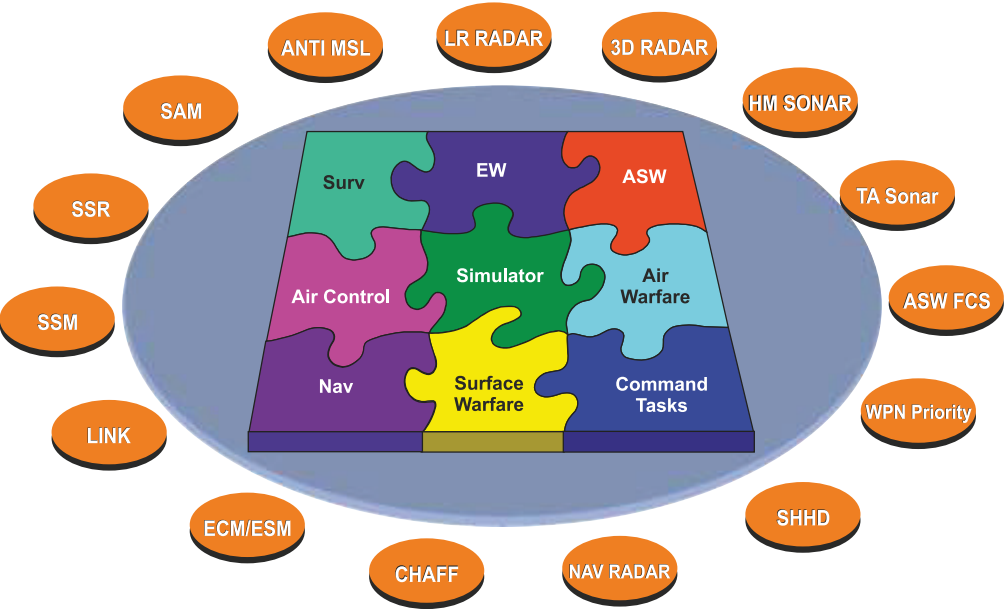 ANTI MSL
LR RADAR
3D RADAR
SAM
HM SONAR
SSR
TA Sonar
SSM
ASW FCS
LINK
WPN Priority
ECM/ESM
SHHD
CHAFF
NAV RADAR
Surv
EW
ASW
Air Control
Simulator
Air
Warfare
Nav
Surface
Warfare
Command
Tasks